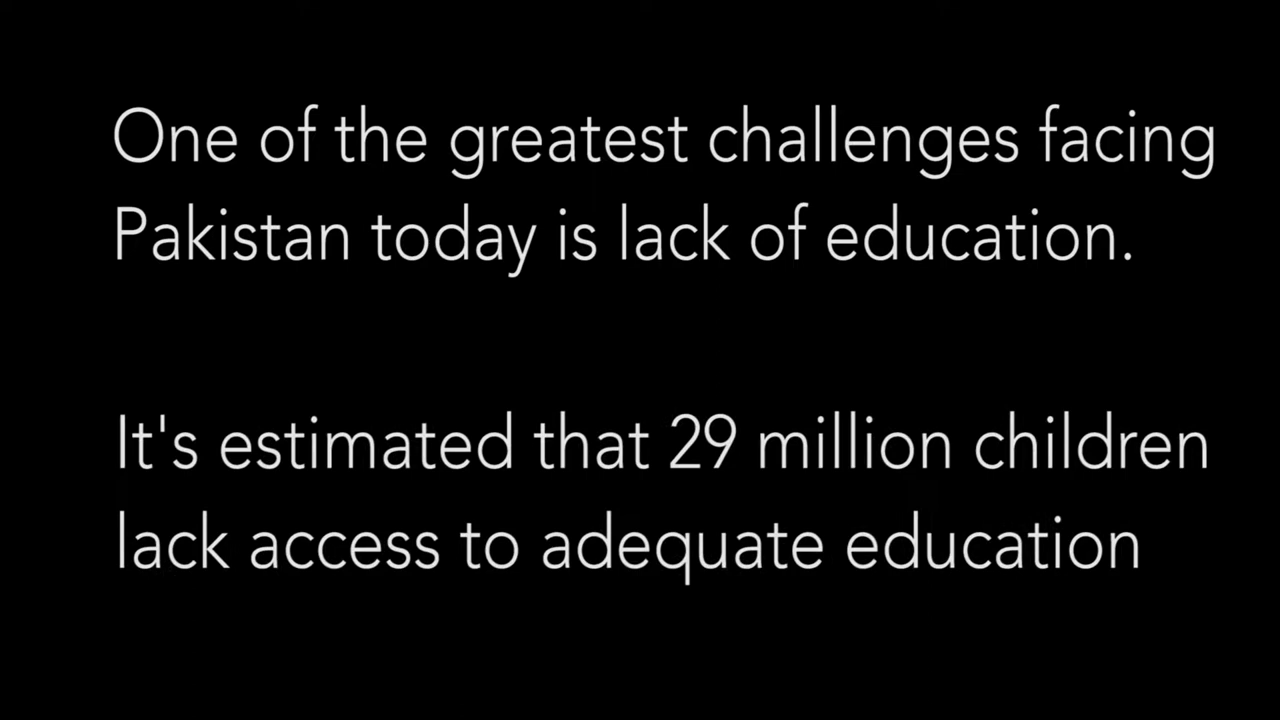 One of the greatest challenges facing
Pakistan today is lack of education.
It's estimated that 29 million children
lack access to adequate education